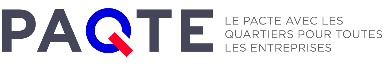 PAQTE
LE PACTE AVEC LES
QUARTIERS POUR TOUTES
LES ENTREPRISES